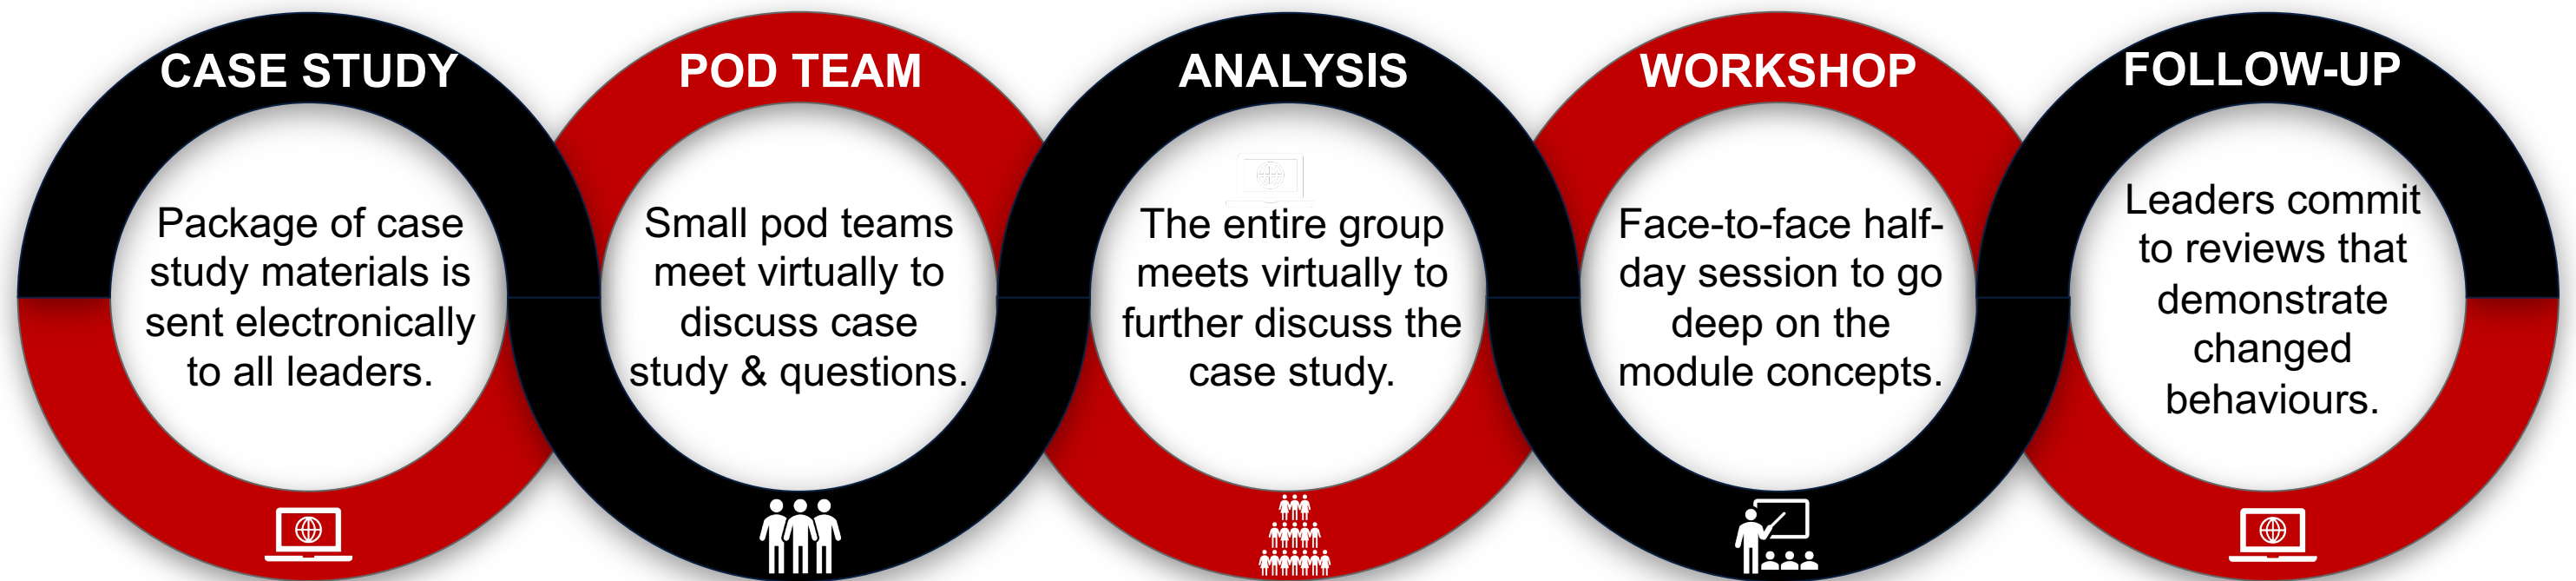 CASE STUDY
Package of case
study materials is
sent electronically
to all leaders.
POD TEAM
Small pod teams
meet virtually to
discuss case
study & questions.
ANALYSIS
The entire group
meets virtually to
further discuss the
case study.
WORKSHOP
Face-to-face half-
day session to go
deep on the
module concepts.
FOLLOW-UP
Leaders commit
to reviews that
demonstrate
changed
behaviours.